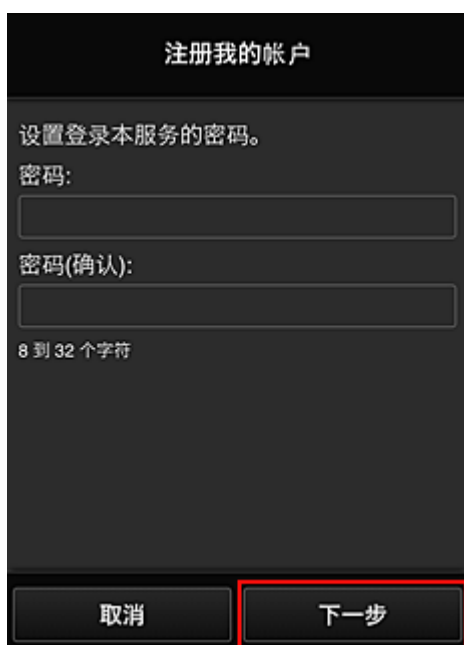 注册我的帐户
设置登录本服务的密码。
密码:
密码(确认):
8 到 32 个字符
取消
下一步